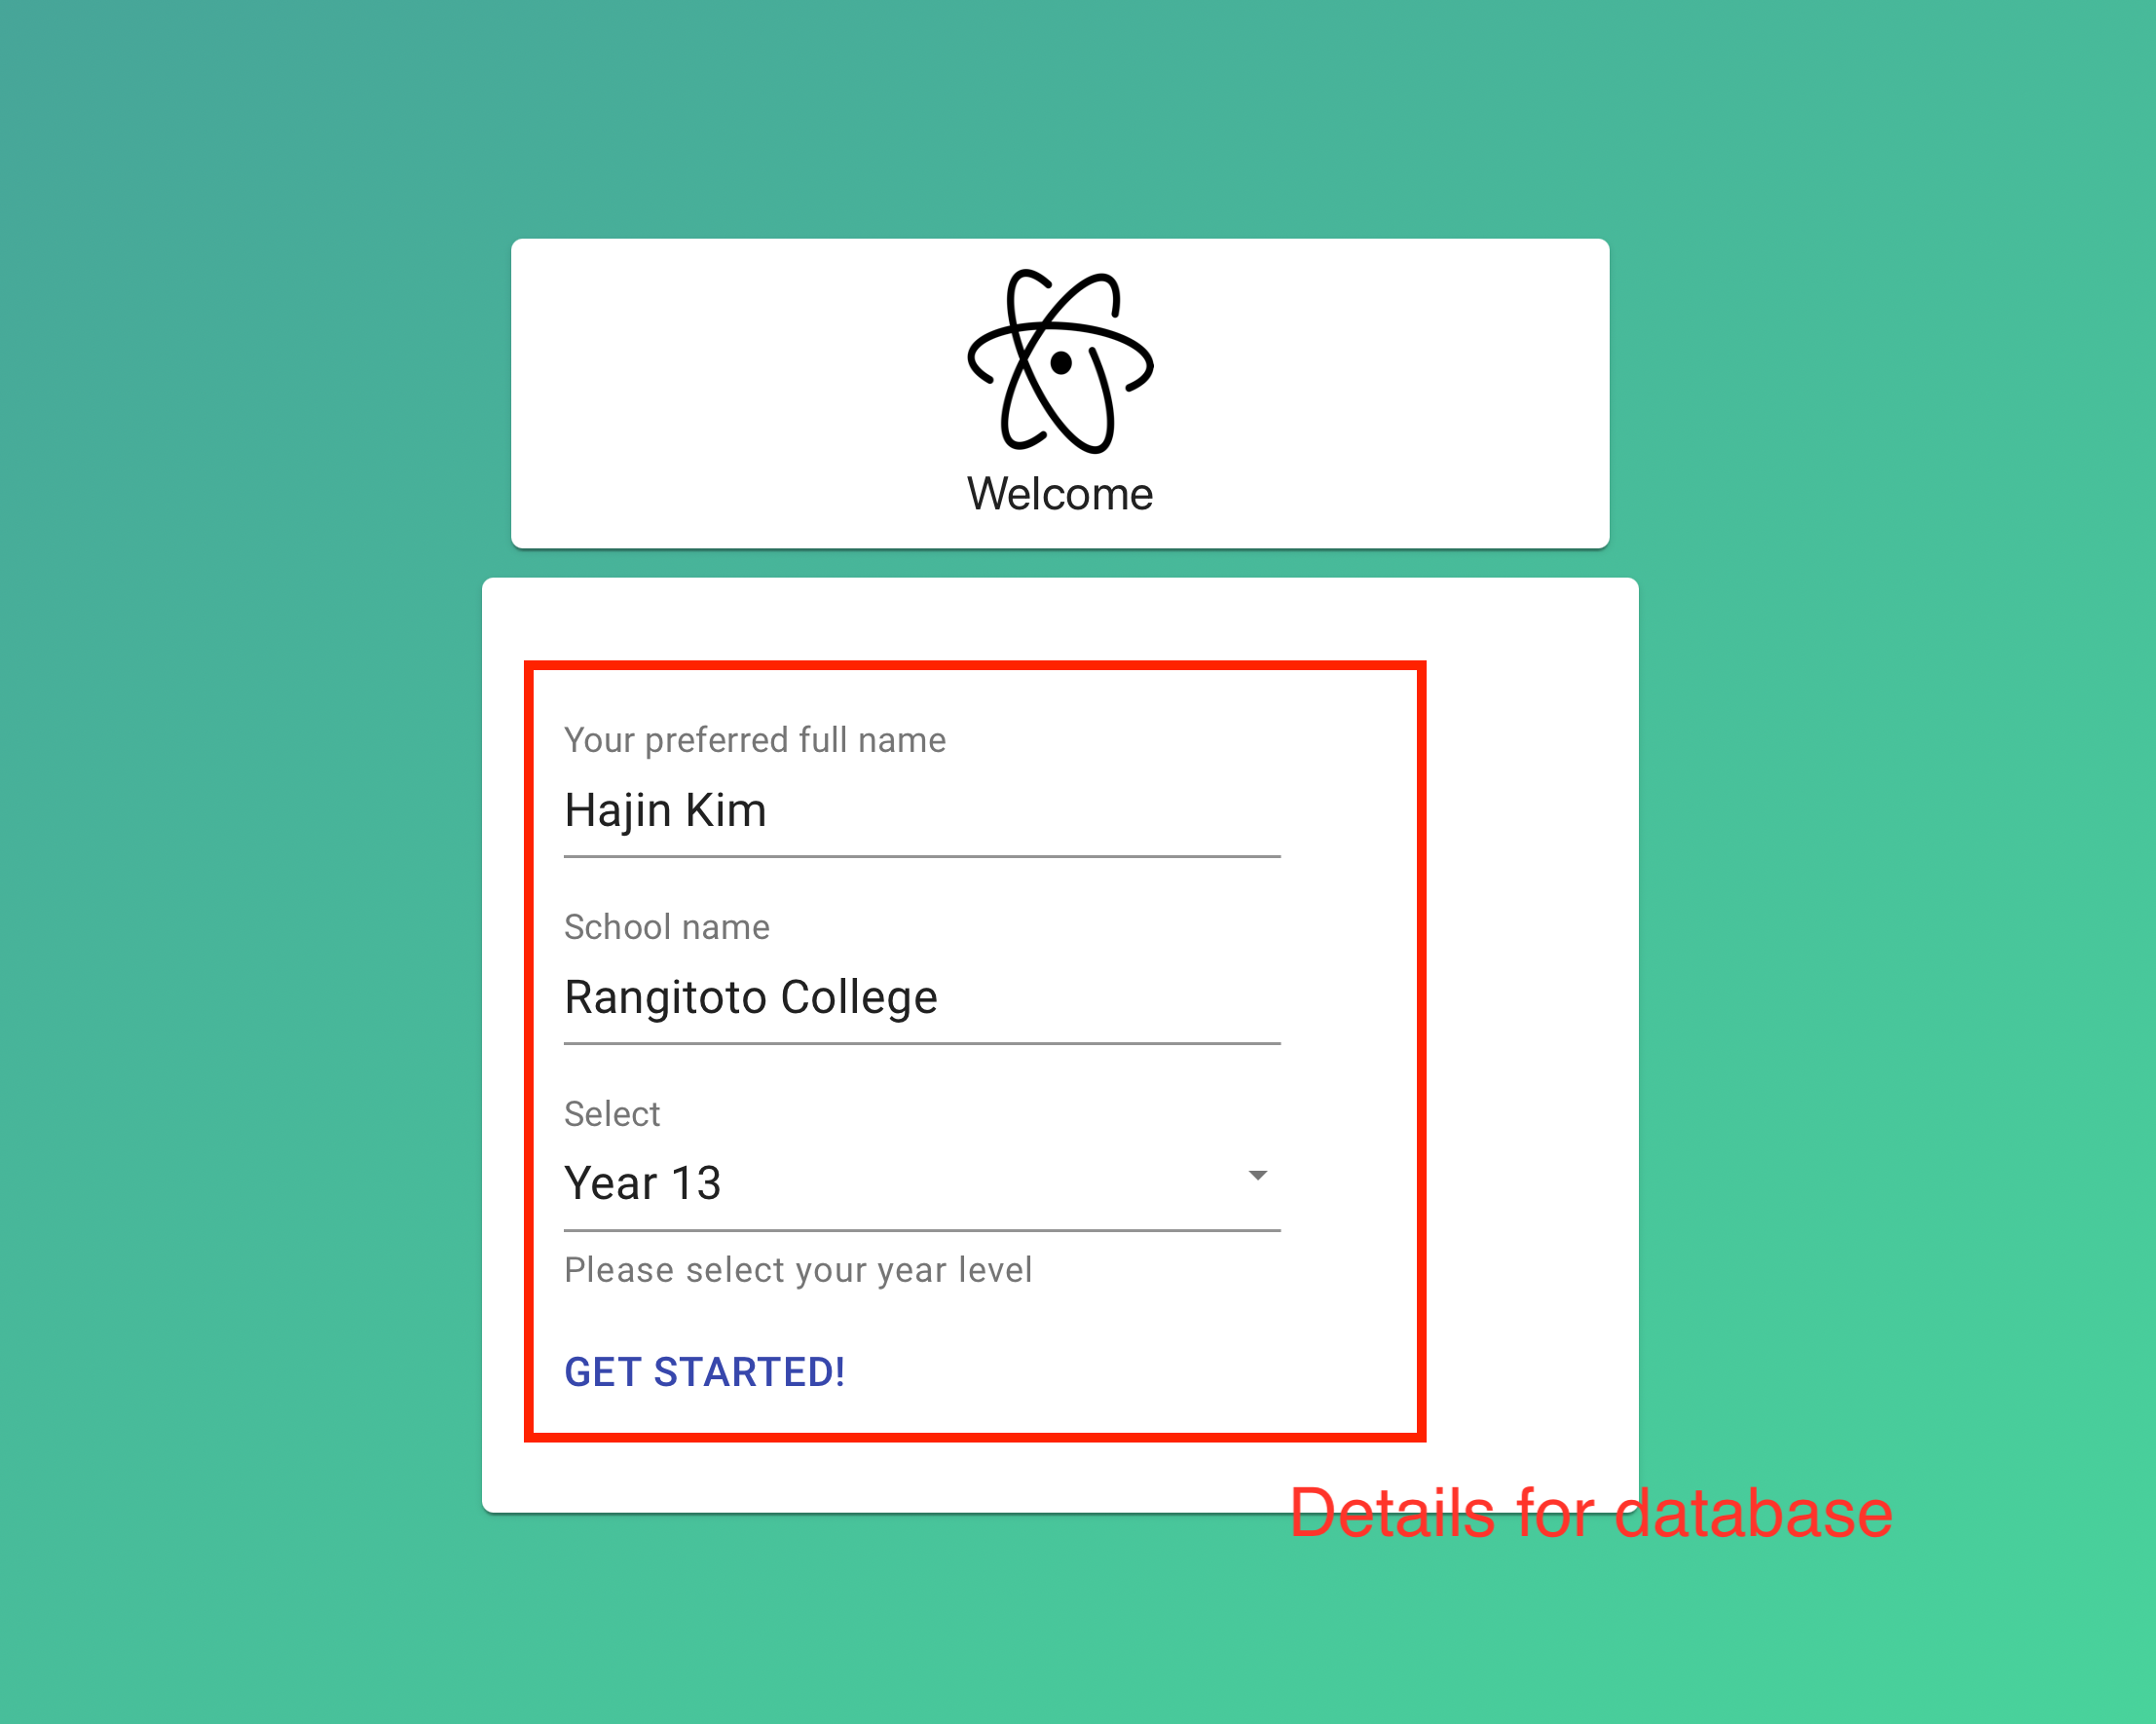 Welcome
Your preferred full name
Hajin Kim
School name
Rangitoto College
Select
Year 13
Please select your year level
GET STARTED!
Details for database